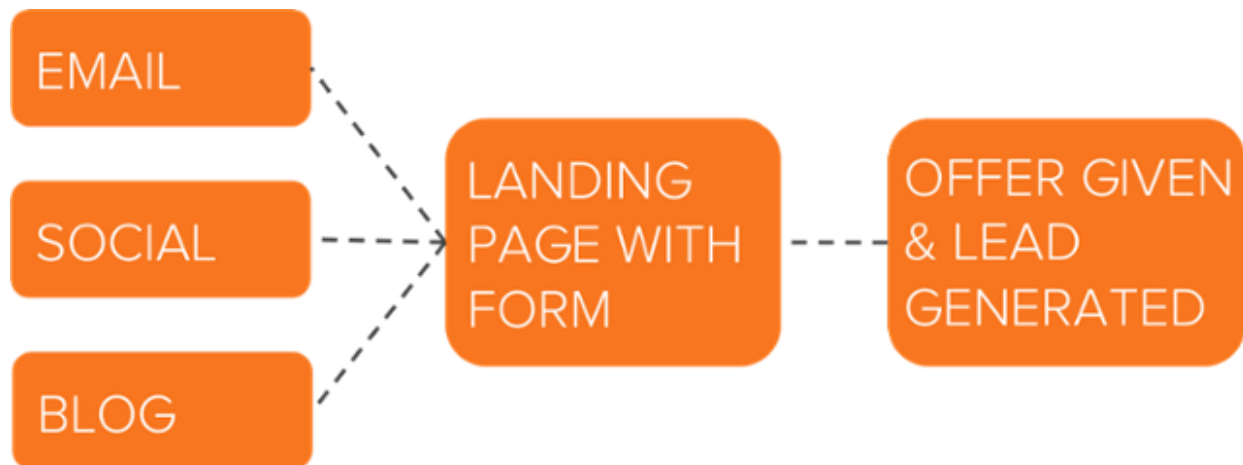 EMAIL
SOCIAL
BLOG
LANDING
PAGE WITH
FORM
OFFER GIVEN
& LEAD
GENERATED